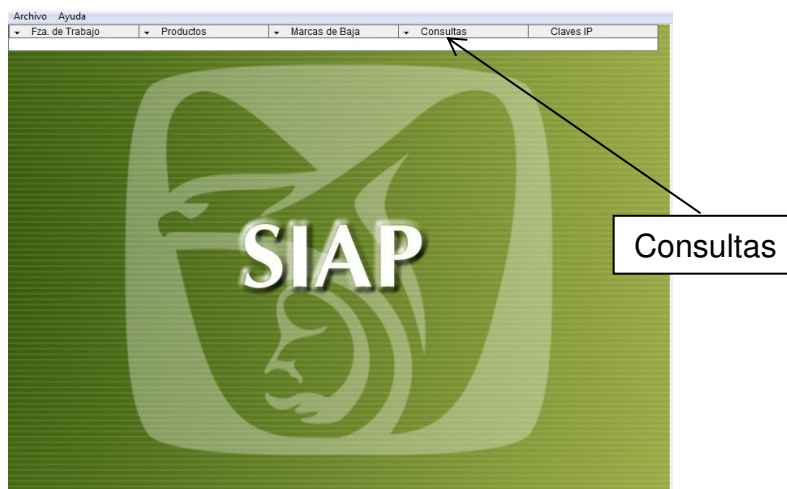 Archivo Ayuda
Fza. de Trabajo Productos Marcas de Baja Consultas Claves IP
SIAP
Consultas